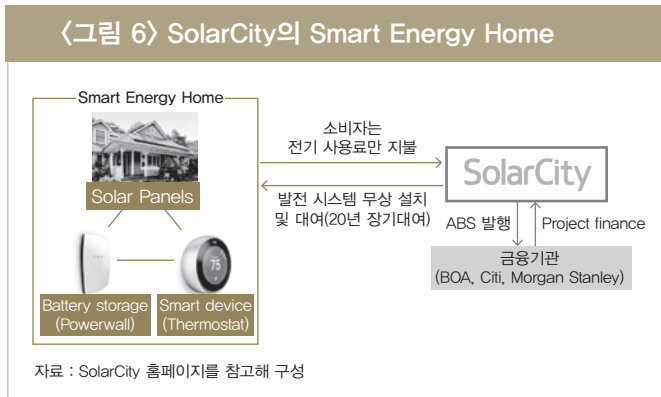 〈그림 6〉 SolarCity의 Smart Energy Home
Smart Energy Home
Solar Panels
75
Battery storage
(Powerwall)
Smart device
(Thermostat)
소비자는
전기 사용료만 지불
발전 시스템 무상 설치
및 대여(20년 장기대여)
SolarCity
ABS 발행
Project finance
금융기관
(BOA, Citi, Morgan Stanley)
자료 : SolarCity 홈페이지를 참고해 구성